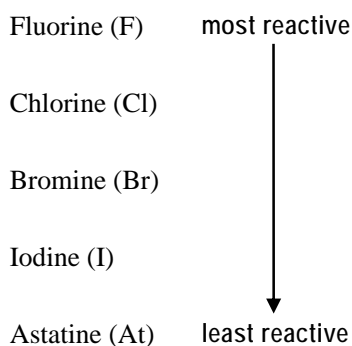 Fluorine (F) most reactive
Chlorine (Cl)
Bromine (Br)
Iodine (I)
Astatine (At) least reactive